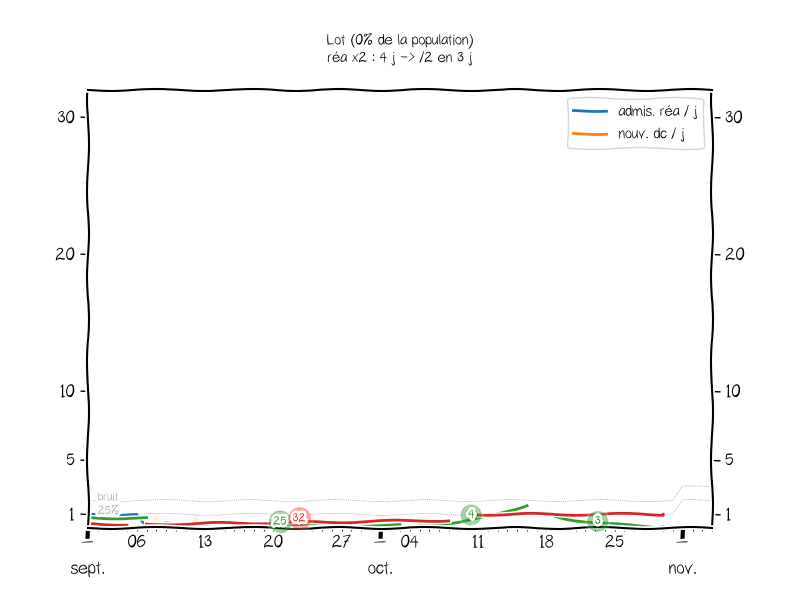 Lot (0% de la population)
réa x2 : 4 j -> /2 en 3 j
admis. réa / j
nouv. dc / j
30
30
20
20
10
10
5
5
bruit
25%
1
1
25
32
4
3
06
13
20
27
04
11
18
25
sept.
oct.
nov.